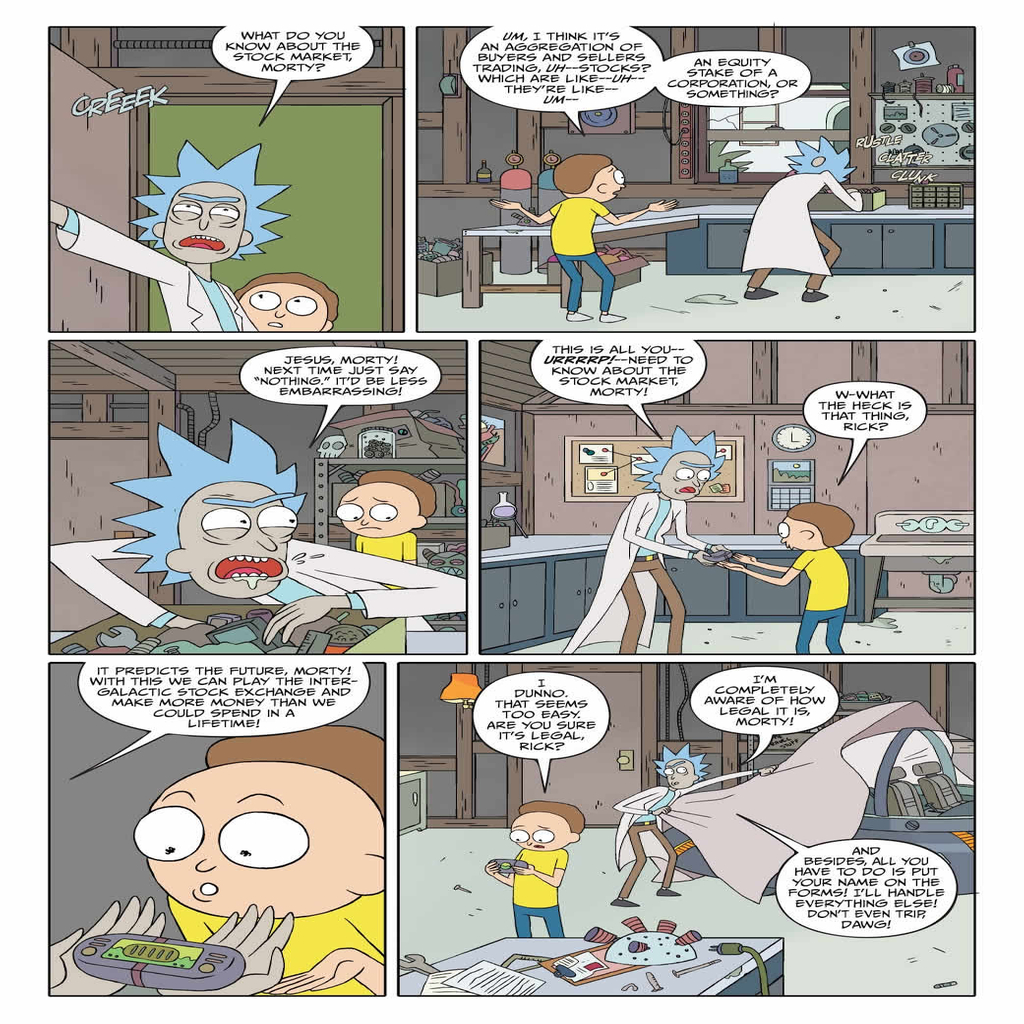 WHAT DO YOU
KNOW ABOUT THE
STOCK MARKET,
MORTY?
CREEEK
UM, I THINK IT'S
AN AGGREGATION OF
BUYERS AND SELLERS
TRADING, UH--STOCKS?
WHICH ARE LIKE--UH--
THEY'RE LIKE--
UM--
AN EQUITY
STAKE OF A
CORPORATION, OR
SOMETHING?
RUSTLE
CLATTER
CLUNK
JESUS, MORTY!
NEXT TIME JUST SAY
"NOTHING." IT'D BE LESS
EMBARRASSING!
THIS IS ALL YOU--
URRRRP!--NEED TO
KNOW ABOUT THE
STOCK MARKET,
MORTY!
W-WHAT
THE HECK IS
THAT THING,
RICK?
IT PREDICTS THE FUTURE, MORTY!
WITH THIS WE CAN PLAY THE INTER-
GALACTIC STOCK EXCHANGE AND
MAKE MORE MONEY THAN WE
COULD SPEND IN A
LIFETIME!
I
DUNNO.
THAT SEEMS
TOO EASY.
ARE YOU SURE
IT'S LEGAL,
RICK?
I'M
COMPLETELY
AWARE OF HOW
LEGAL IT IS,
MORTY!
AND
BESIDES, ALL YOU
HAVE TO DO IS PUT
YOUR NAME ON THE
FORMS! I'LL HANDLE
EVERYTHING ELSE!
DON'T EVEN TRIP,
DAWG!